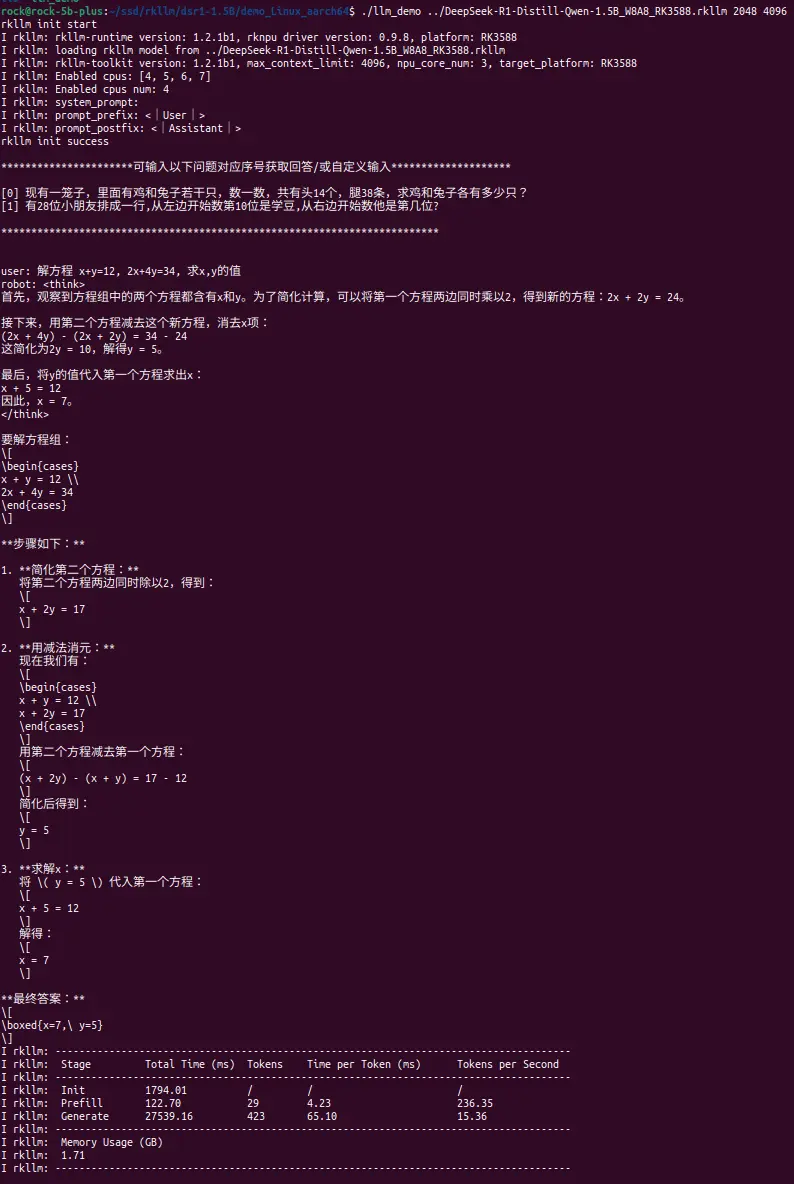 rock@rock-5b-plus:~/ssd/rkllm/dsr1-1.5B/demo_Linux_aarch64$ ./llm_demo ../DeepSeek-R1-Distill-Qwen-1.5B_W8A8_RK3588.rkllm 2048 4096
rkllm init start
I rkllm: rkllm-runtime version: 1.2.1b1, rknpu driver version: 0.9.8, platform: RK3588
I rkllm: loading rkllm model from ../DeepSeek-R1-Distill-Qwen-1.5B_W8A8_RK3588.rkllm
I rkllm: rkllm-toolkit version: 1.2.1b1, max_context_limit: 4096, npu_core_num: 3, target_platform: RK3588
I rkllm: Enabled cpus: [4, 5, 6, 7]
I rkllm: Enabled cpus num: 4
I rkllm: system_prompt:
I rkllm: prompt_prefix: <｜User｜>
I rkllm: prompt_postfix: <｜Assistant｜>
rkllm init success
**********************可输入以下问题对应序号获取回答/或自定义输入********************
[0] 现有一笼子，里面有鸡和兔子若干只，数一数，共有头14个，腿38条，求鸡和兔子各有多少只？
[1] 有28位小朋友排成一行,从左边开始数第10位是学豆,从右边开始数他是第几位?
*************************************************************************
user: 解方程 x+y=12, 2x+4y=34, 求x,y的值
robot: <think>
首先，观察到方程组中的两个方程都含有x和y。为了简化计算，可以将第一个方程两边同时乘以2，得到新的方程：2x + 2y = 24。
接下来，用第二个方程减去这个新方程，消去x项：
(2x + 4y) - (2x + 2y) = 34 - 24
这简化为2y = 10，解得y = 5。
最后，将y的值代入第一个方程求出x：
x + 5 = 12
因此，x = 7。
</think>
要解方程组：
\[
\begin{cases}
x + y = 12 \\
2x + 4y = 34
\end{cases}
\]
**步骤如下：**
1. **简化第二个方程：**
将第二个方程两边同时除以2，得到：
\[
x + 2y = 17
\]
2. **用减法消元：**
现在我们有：
\[
\begin{cases}
x + y = 12 \\
x + 2y = 17
\end{cases}
\]
用第二个方程减去第一个方程：
\[
(x + 2y) - (x + y) = 17 - 12
\]
简化后得到：
\[
y = 5
\]
3. **求解x：**
将 \( y = 5 \) 代入第一个方程：
\[
x + 5 = 12
\]
解得：
\[
x = 7
\]
**最终答案：**
\[
\boxed{x=7,\ y=5}
\]
I rkllm: --------------------------------------------------------------------------------------
I rkllm: Stage Total Time (ms) Tokens Time per Token (ms) Tokens per Second
I rkllm: --------------------------------------------------------------------------------------
I rkllm: Init 1794.01 / / /
I rkllm: Prefill 122.70 29 4.23 236.35
I rkllm: Generate 27539.16 423 65.10 15.36
I rkllm: --------------------------------------------------------------------------------------
I rkllm: Memory Usage (GB)
I rkllm: 1.71
I rkllm: --------------------------------------------------------------------------------------